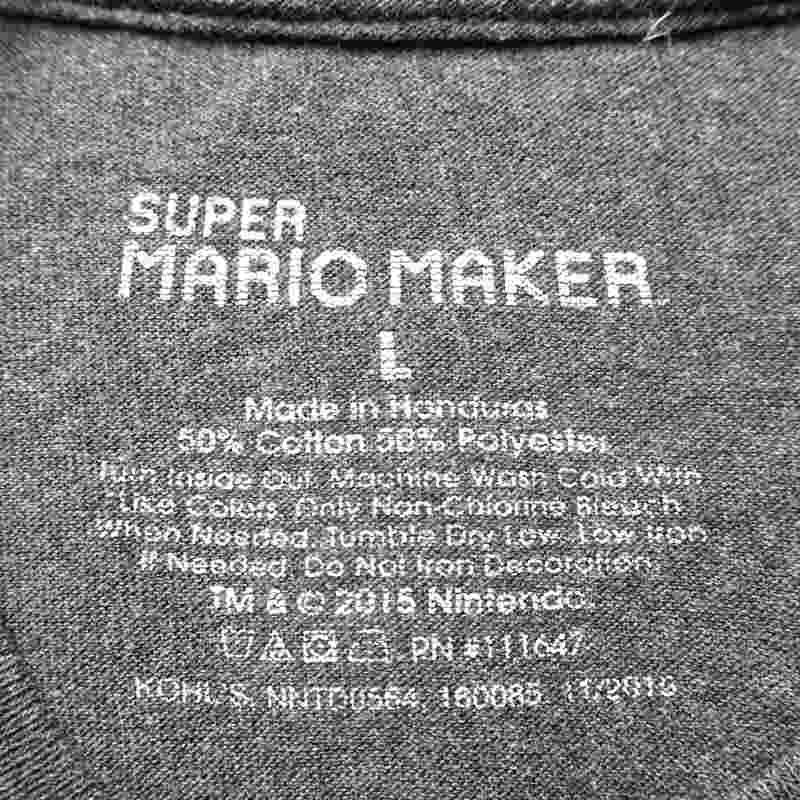 SUPER
MARIO MAKER
L
Made in Honduras
50% Cotton 50% Polyester
Turn Inside Out. Machine Wash Cold With
Like Colors. Only Non-Chlorine Bleach
When Needed. Tumble Dry Low. Low Iron
If Needed. Do Not Iron Decoration.
TM & © 2015 Nintendo.
PN #111647
KOHL'S, NNTD0564, 160085,